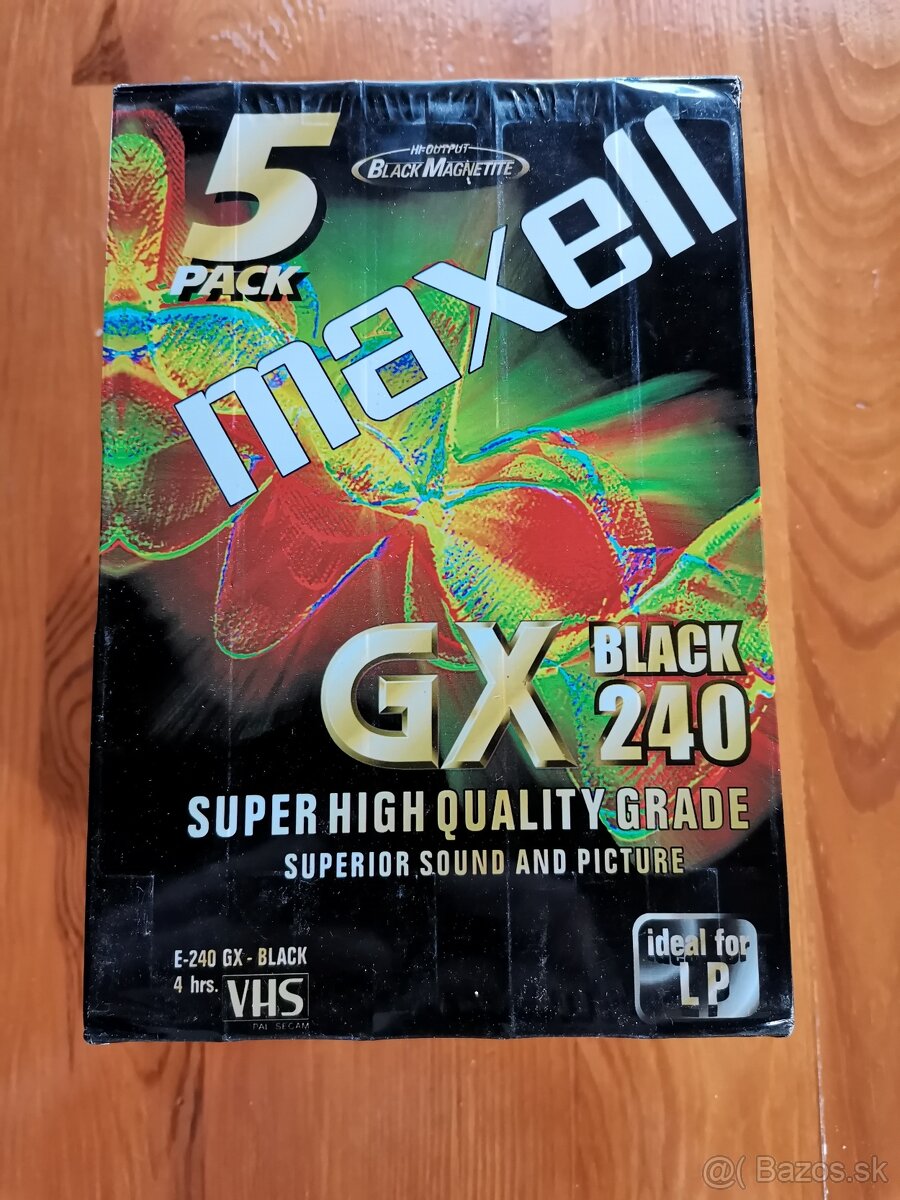 5
PACK
HI-OUTPUT
BLACK MAGNETITE
maxell
GX BLACK
240
SUPER HIGH QUALITY GRADE
SUPERIOR SOUND AND PICTURE
E-240 GX - BLACK
4 hrs. VHS
PAL SECAM
ideal for
LP
@( Bazos.sk